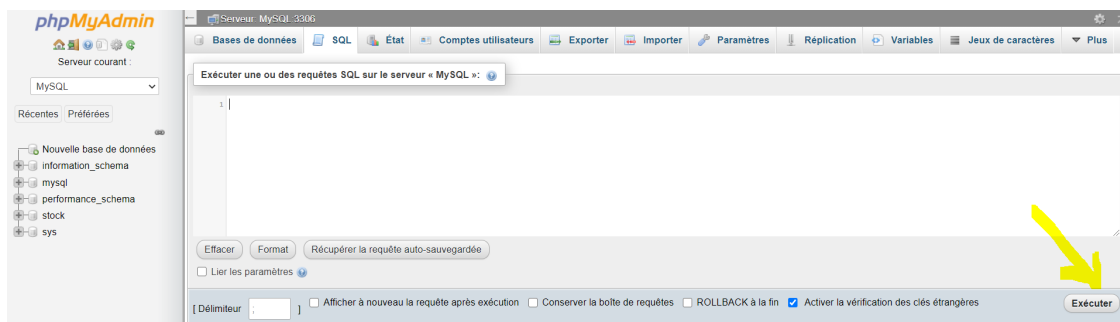 phpMyAdmin
Serveur courant :
MySQL
Récentes Préférées
Nouvelle base de données
information_schema
mysql
performance_schema
stock
sys
Serveur: MySQL:3306
Bases de données SQL État Comptes utilisateurs Exporter Importer Paramètres Réplication Variables Jeux de caractères Plus
Exécuter une ou des requêtes SQL sur le serveur « MySQL »:
1
Effacer Format Récupérer la requête auto-sauvegardée
Lier les paramètres
[ Délimiteur ; ] Afficher à nouveau la requête après exécution Conserver la boîte de requêtes ROLLBACK à la fin Activer la vérification des clés étrangères Exécuter